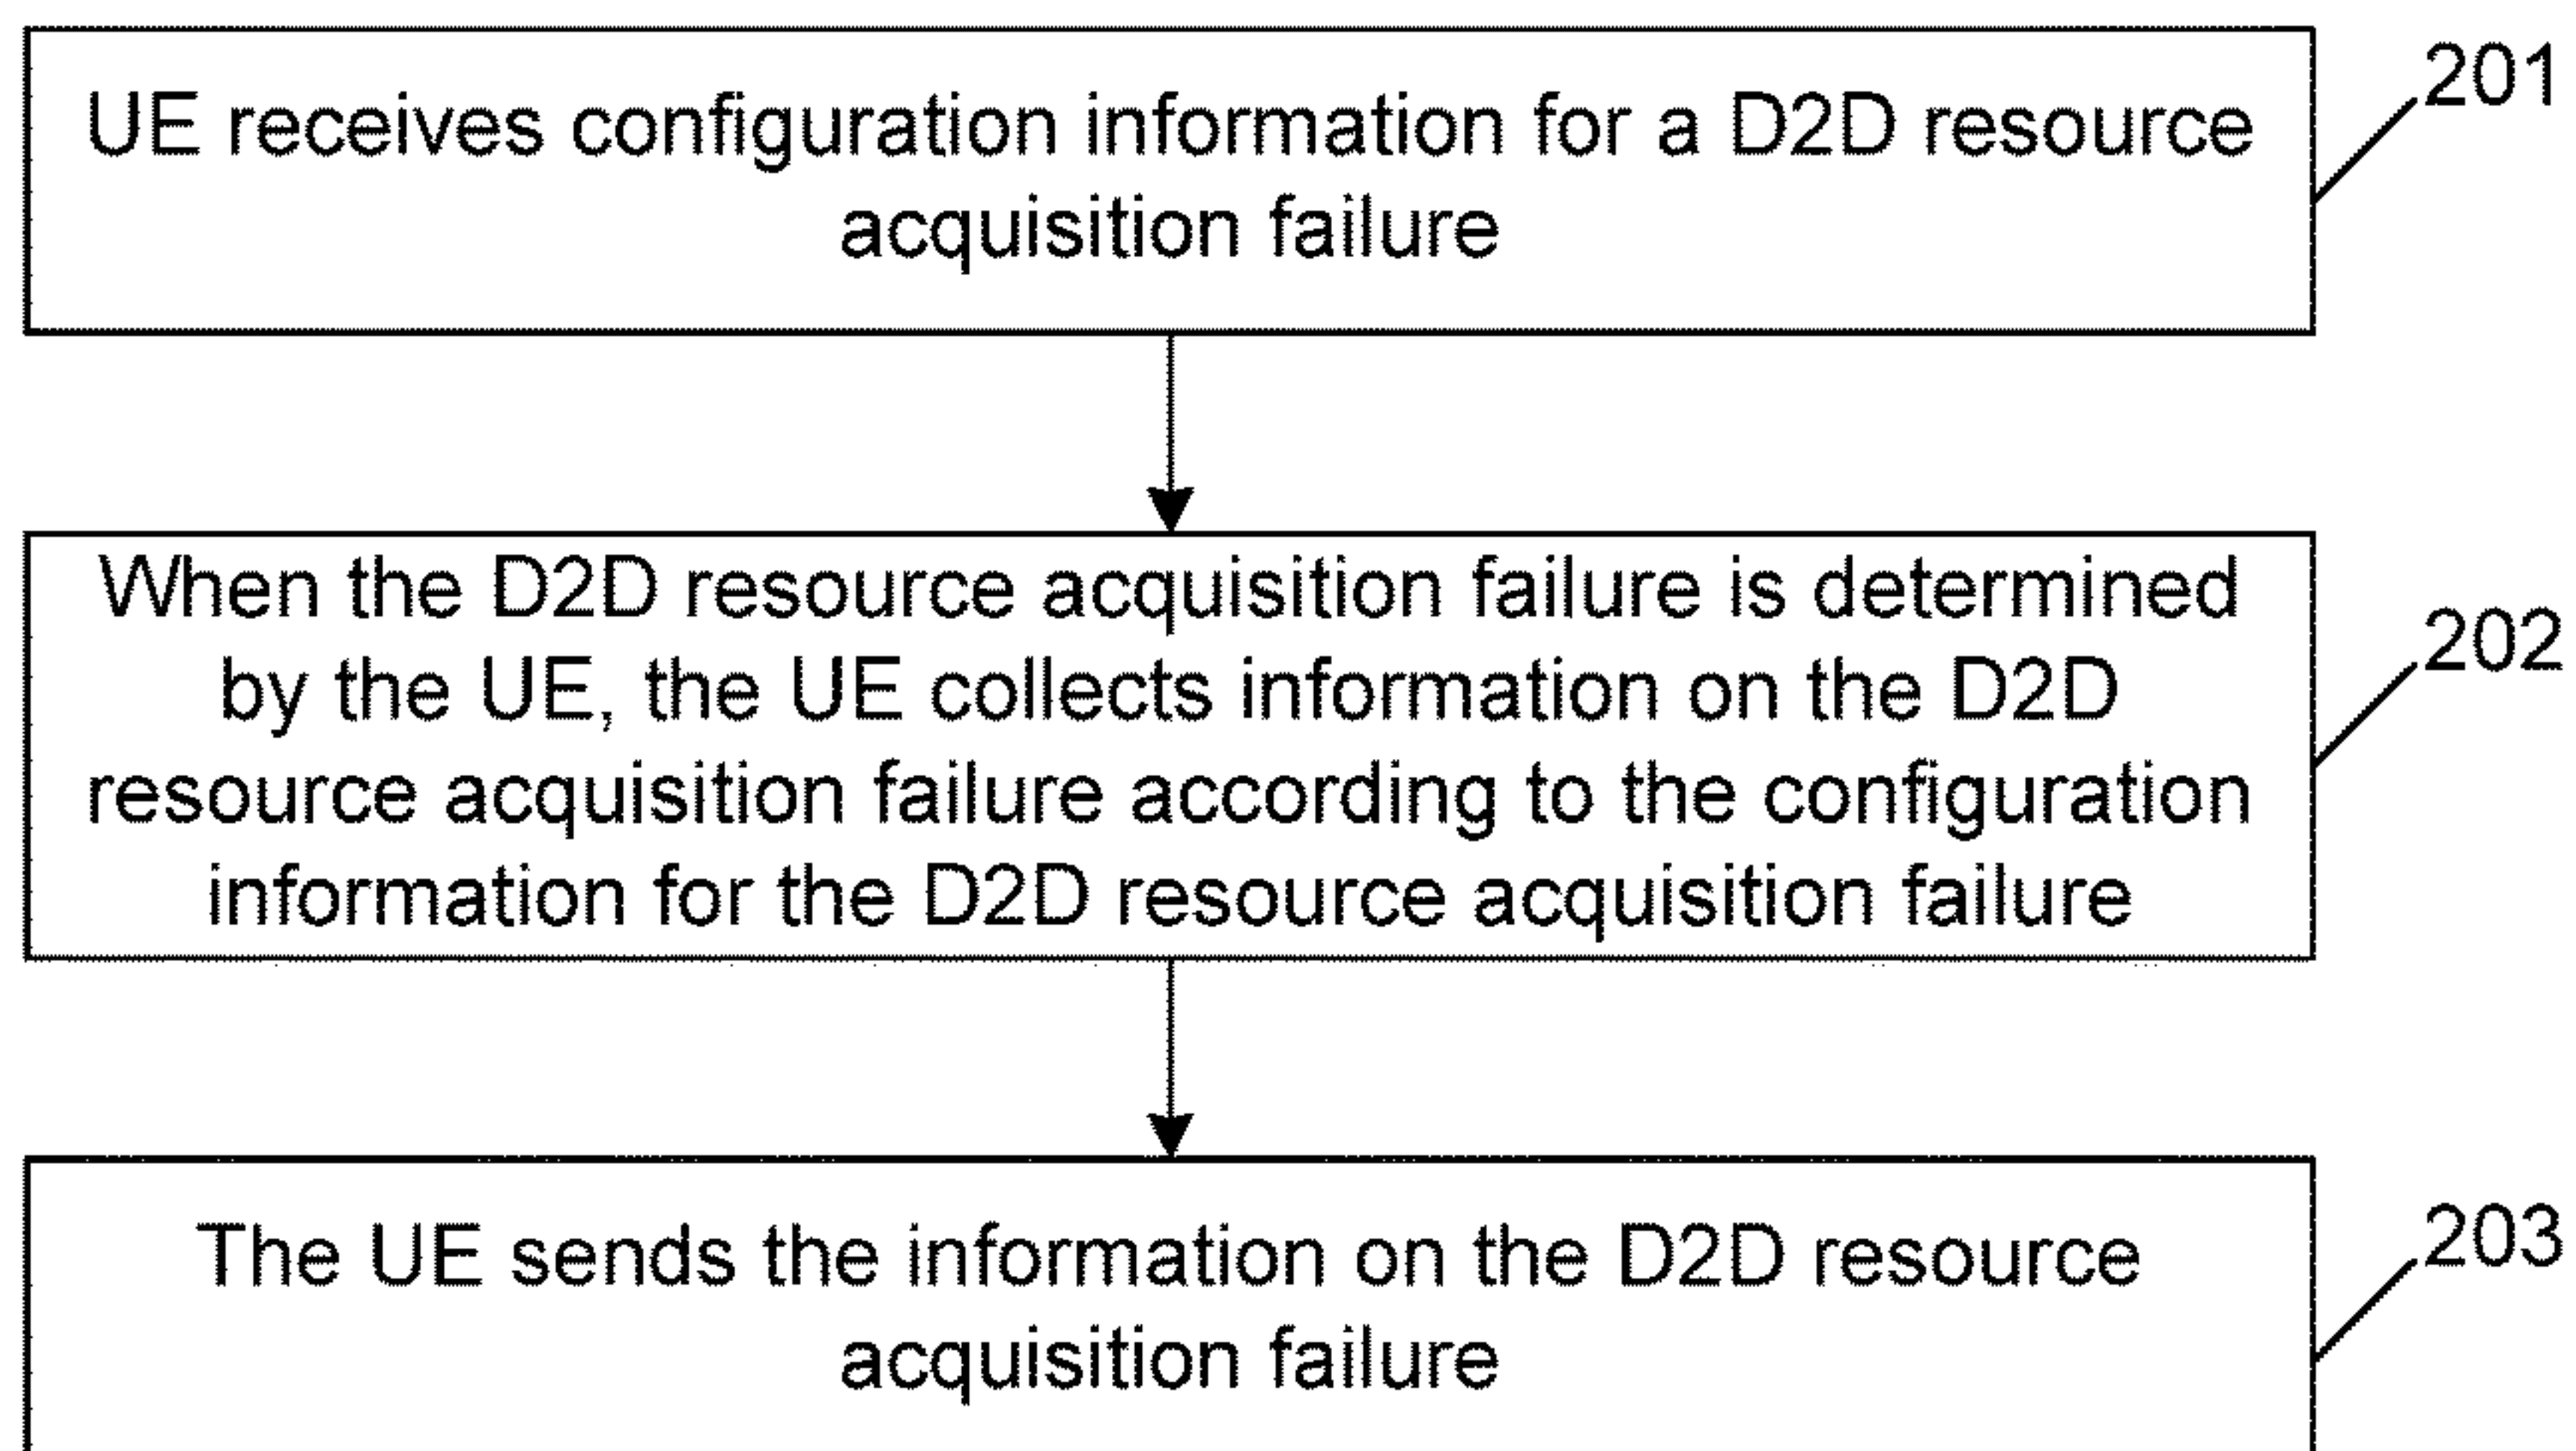 UE receives configuration information for a D2D resource
acquisition failure
201
When the D2D resource acquisition failure is determined
by the UE, the UE collects information on the D2D
resource acquisition failure according to the configuration
information for the D2D resource acquisition failure
202
The UE sends the information on the D2D resource
acquisition failure
203